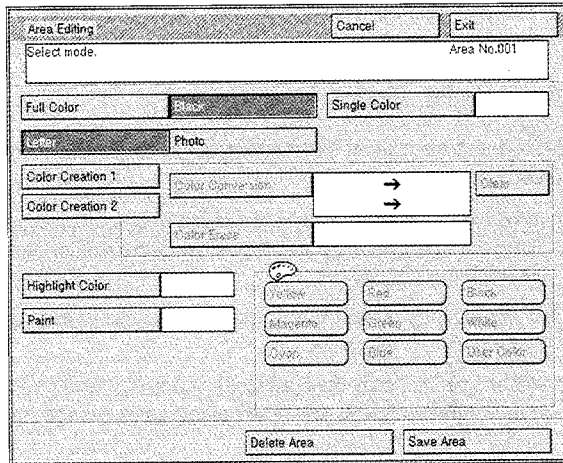 Area Editing Cancel Exit
Select mode. Area No.001
Full Color Black Single Color
Letter Photo
Color Creation 1 Color Conversion → Clear
Color Creation 2 →
Color Erase
Highlight Color Yellow Red Black
Paint Magenta Green White
Cyan Blue User Color
Delete Area Save Area